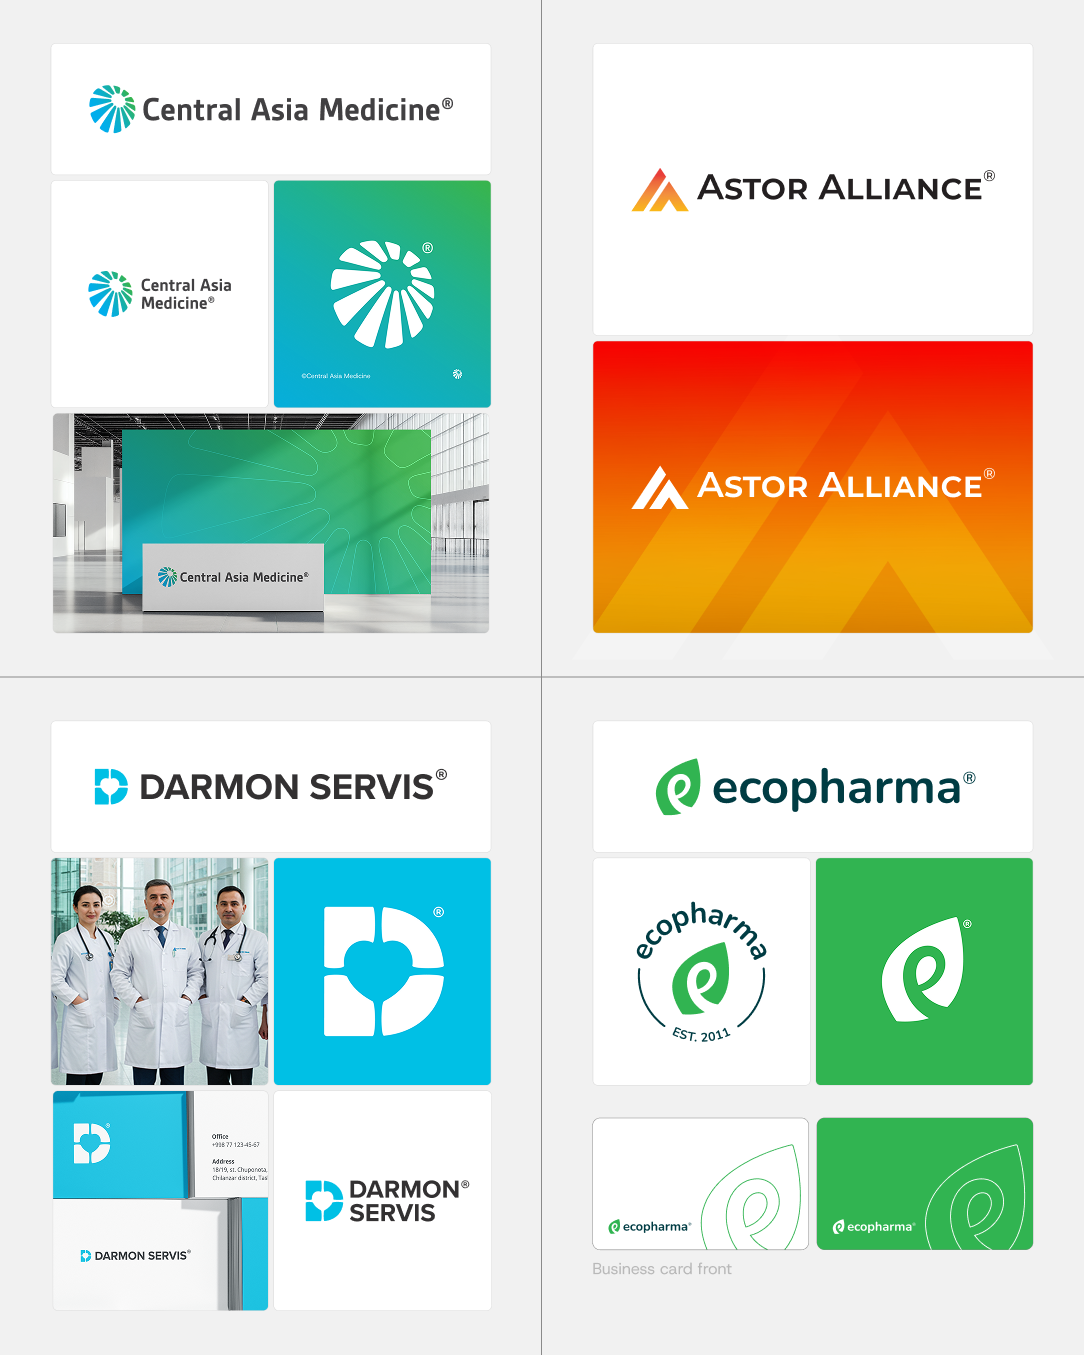 Central Asia Medicine®
Central Asia
Medicine®
®
©Central Asia Medicine
Central Asia Medicine®
ASTOR ALLIANCE®
ASTOR ALLIANCE®
DARMON SERVIS®
®
®
Office
+998 77 123-45-67
Address
18/19, st. Chuponota,
Chilanzar district, Tas
DARMON SERVIS®
DARMON®
SERVIS
ecopharma®
ecopharma
EST. 2011
®
ecopharma®
ecopharma®
Business card front